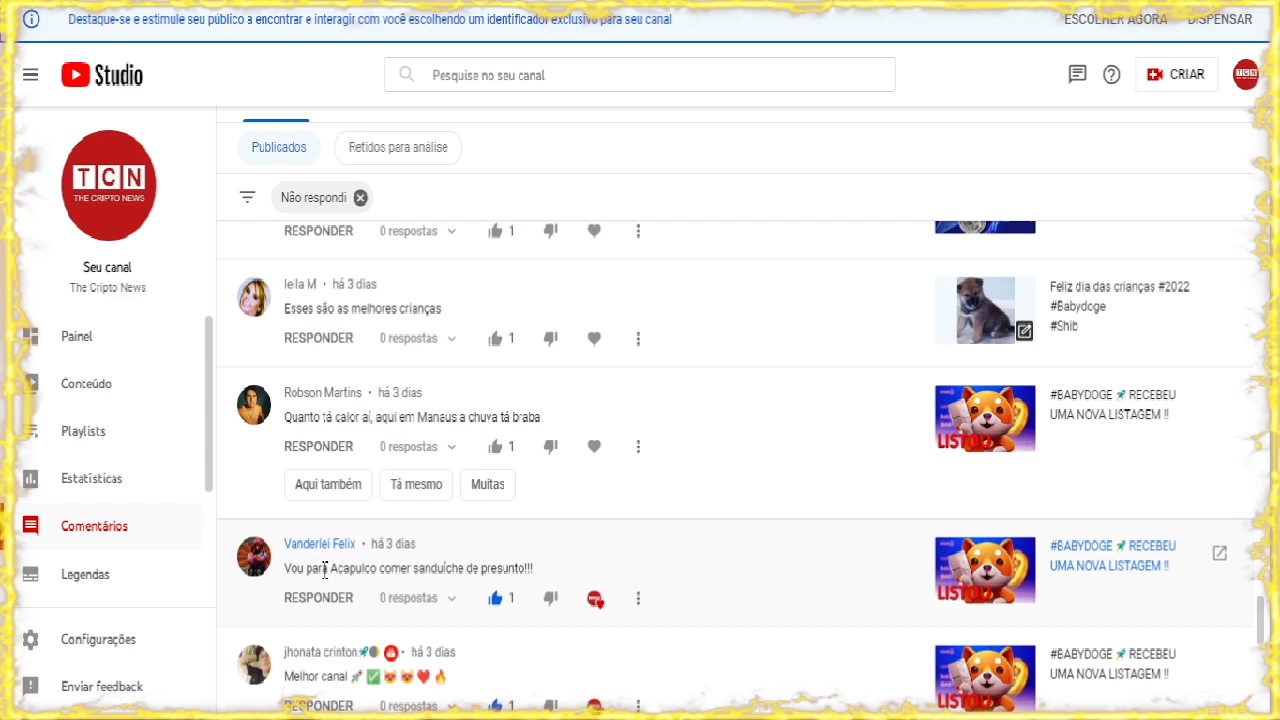 Destaque-se e estimule seu público a encontrar e interagir com você escolhendo um identificador exclusivo para seu canal
ESCOLHER AGORA
DISPENSAR
Studio
Pesquise no seu canal
CRIAR
TCN
TCN
THE CRIPTO NEWS
Seu canal
The Cripto News
Painel
Conteúdo
Playlists
Estatísticas
Comentários
Legendas
Configurações
Enviar feedback
Publicados
Retidos para análise
Não respondi
RESPONDER 0 respostas 1
leila M • há 3 dias
Esses são as melhores crianças
RESPONDER 0 respostas 1
Feliz dia das crianças #2022
#Babydoge
#Shib
Robson Martins • há 3 dias
Quanto tá calor aí, aqui em Manaus a chuva tá braba
RESPONDER 0 respostas 1
Aqui também
Tá mesmo
Muitas
LISTOU
#BABYDOGE 🚀 RECEBEU
UMA NOVA LISTAGEM !!
Vanderlei Felix • há 3 dias
Vou para Acapulco comer sanduíche de presunto!!!
RESPONDER 0 respostas 1
LISTOU
#BABYDOGE 🚀 RECEBEU
UMA NOVA LISTAGEM !!
jhonata crinton🚀🌒 • há 3 dias
Melhor canal 🚀 ✅ 😻 😻 ❤️ 🔥
RESPONDER 0 respostas 1
LISTOU
#BABYDOGE 🚀 RECEBEU
UMA NOVA LISTAGEM !!